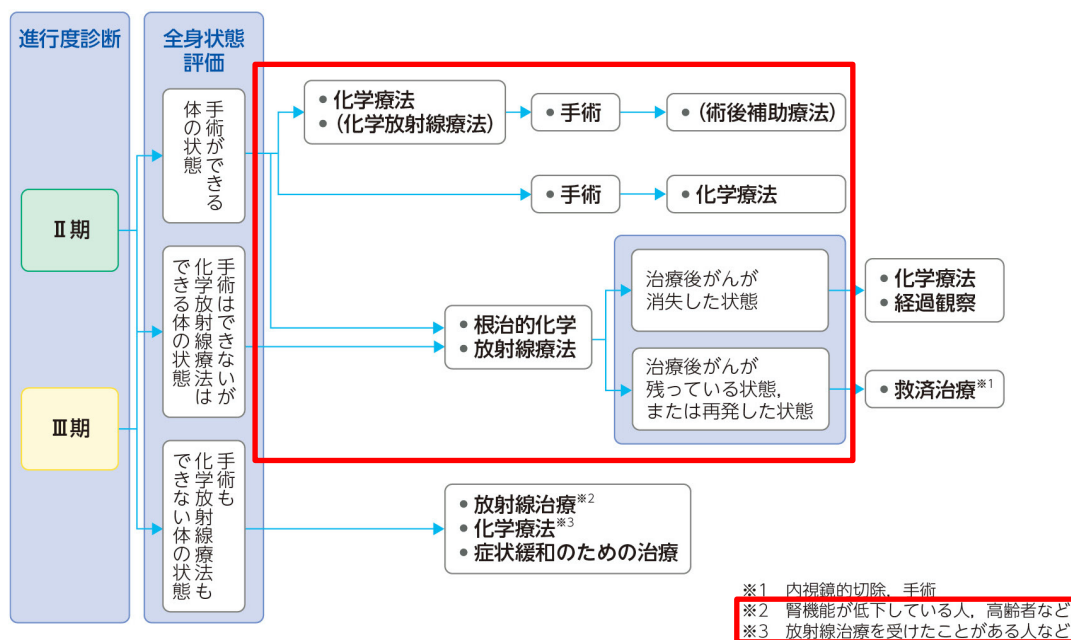 進行度診断
全身状態
評価
Ⅱ期
Ⅲ期
手術ができる
体の状態
手術はできないが
化学放射線療法は
できる体の状態
手術も
化学放射線療法も
できない体の状態
• 化学療法
• (化学放射線療法)
• 手術
• (術後補助療法)
• 手術
• 化学療法
• 根治的化学
• 放射線療法
治療後がんが
消失した状態
治療後がんが
残っている状態,
または再発した状態
• 化学療法
• 経過観察
• 救済治療※1
• 放射線治療※2
• 化学療法※3
• 症状緩和のための治療
※1 内視鏡的切除,手術
※2 腎機能が低下している人,高齢者など
※3 放射線治療を受けたことがある人など